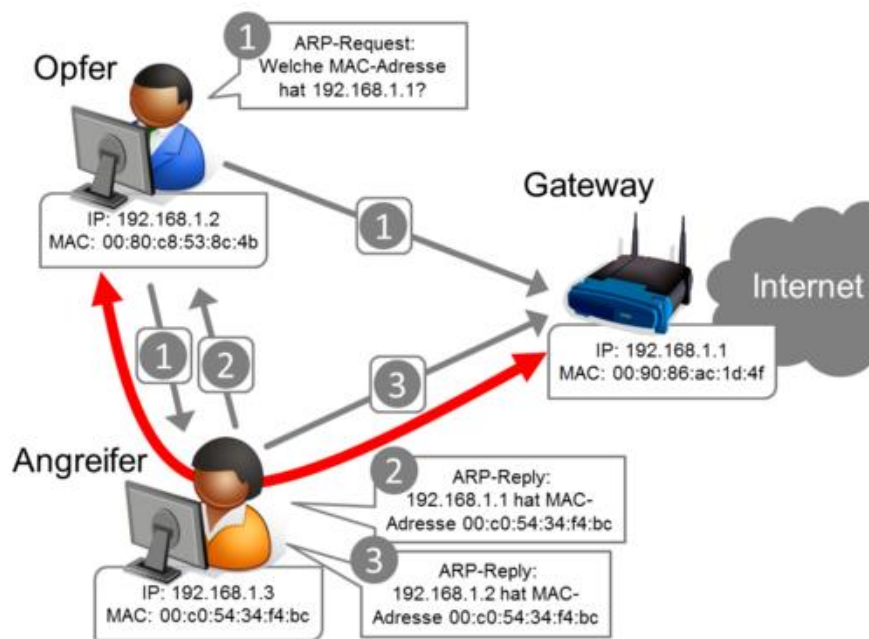 1
ARP-Request:
Welche MAC-Adresse
hat 192.168.1.1?
Opfer
IP: 192.168.1.2
MAC: 00:80:c8:53:8c:4b
1
Gateway
Internet
IP: 192.168.1.1
MAC: 00:90:86:ac:1d:4f
1
2
3
Angreifer
2
ARP-Reply:
192.168.1.1 hat MAC-
Adresse 00:c0:54:34:f4:bc
3
ARP-Reply:
192.168.1.2 hat MAC-
Adresse 00:c0:54:34:f4:bc
IP: 192.168.1.3
MAC: 00:c0:54:34:f4:bc